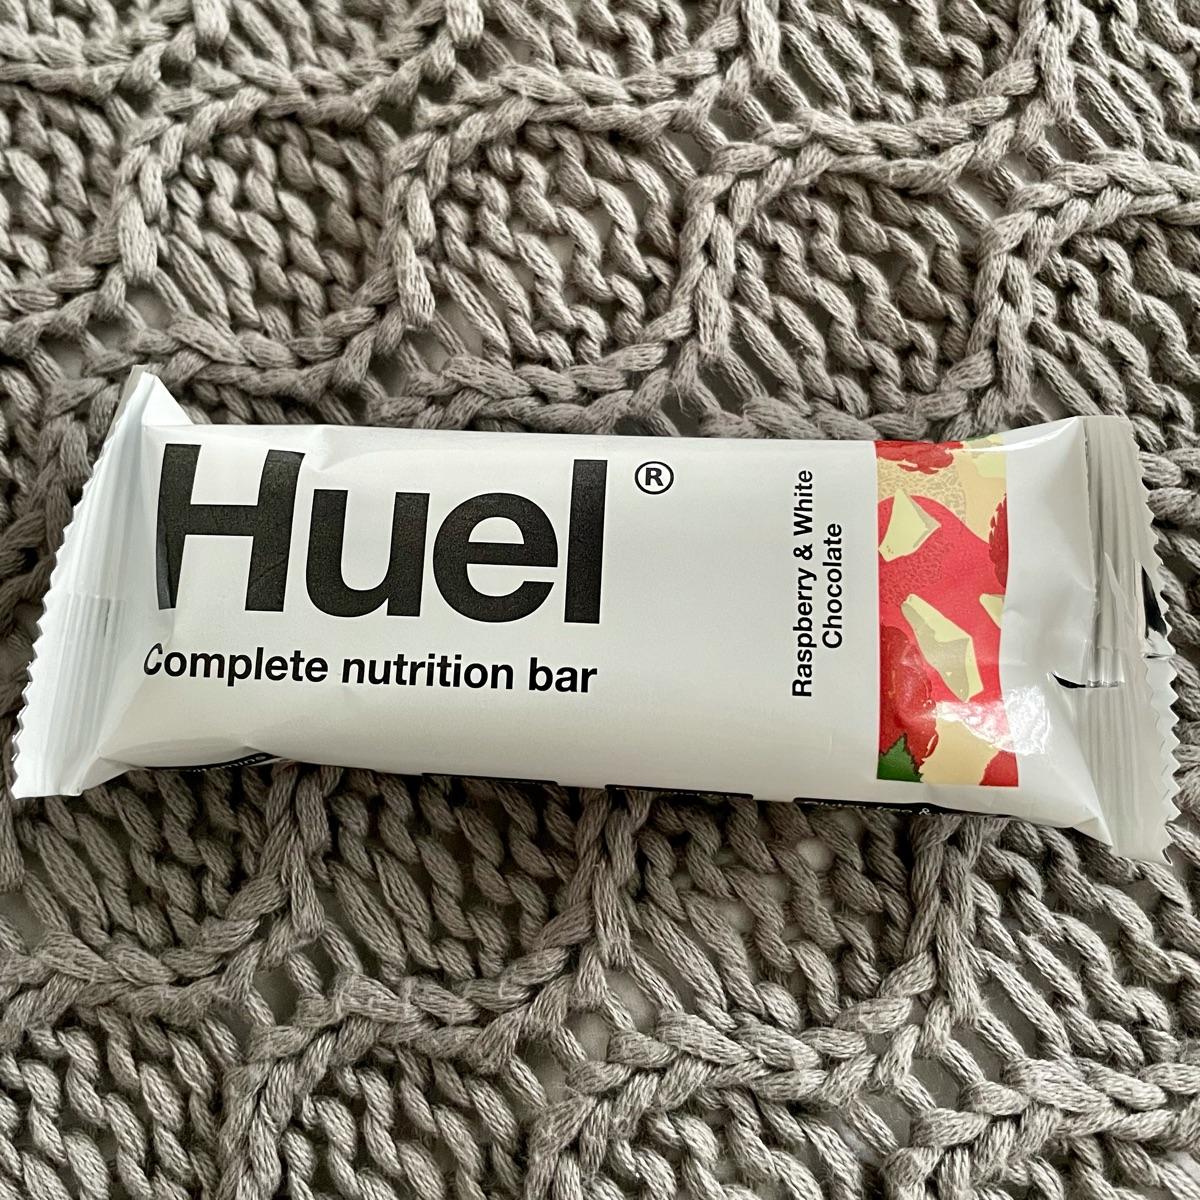 Huel®
Complete nutrition bar
Raspberry & White
Chocolate